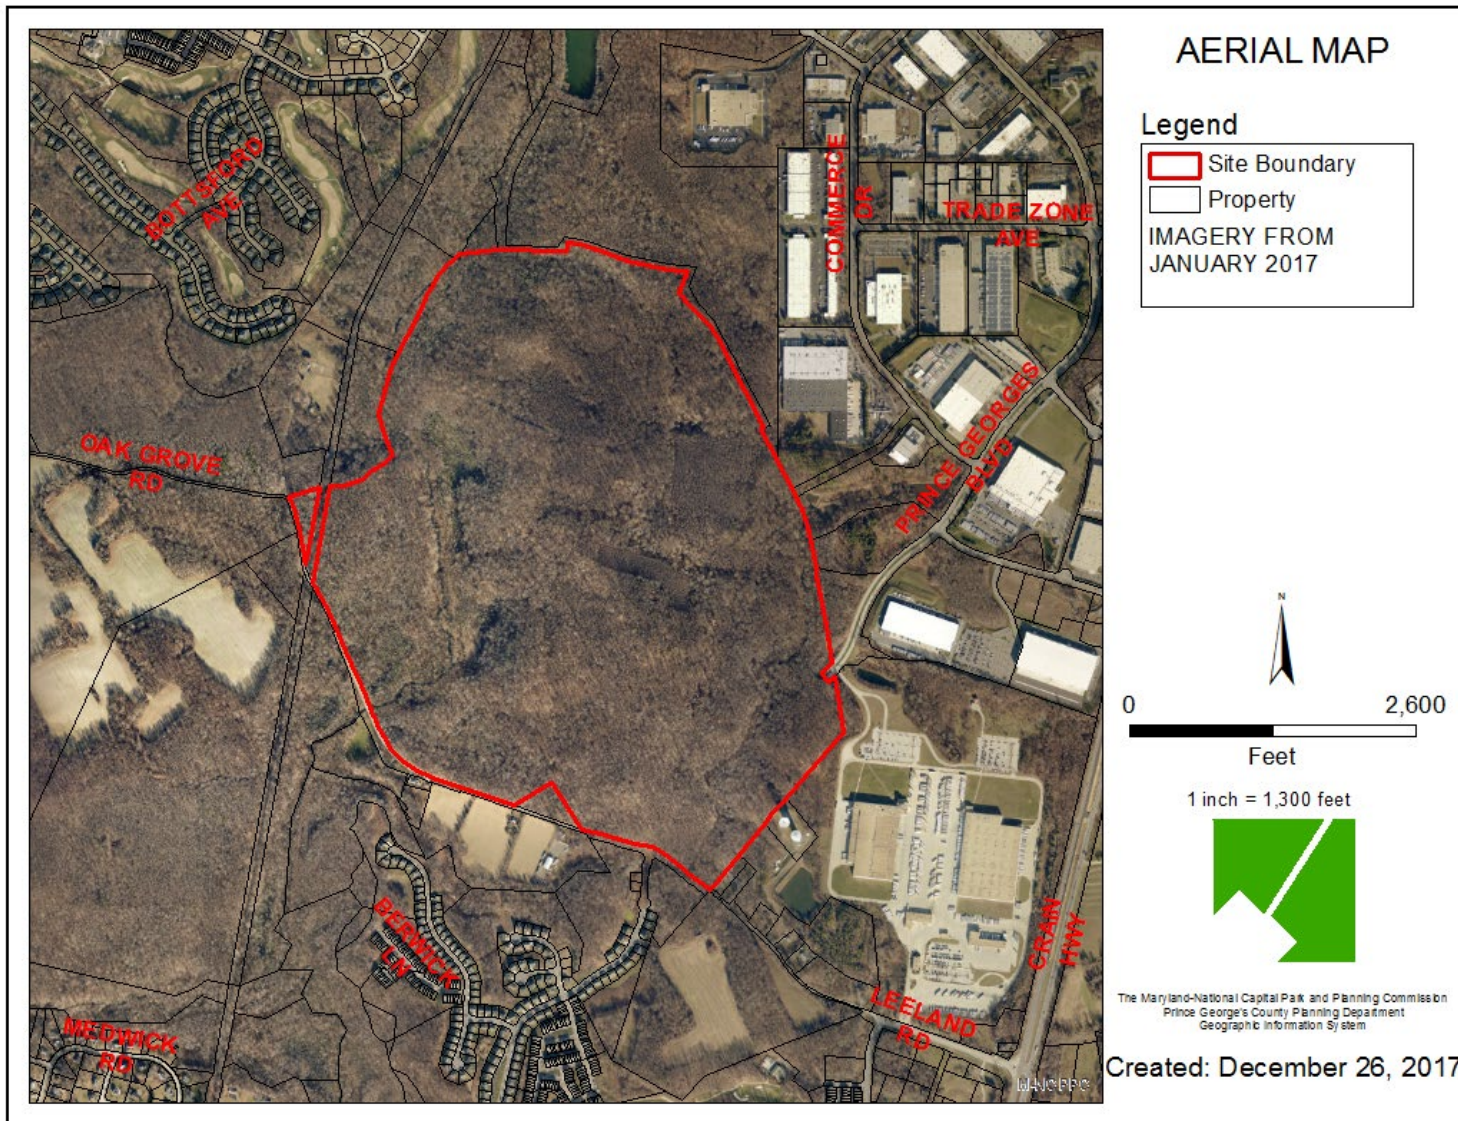 AERIAL MAP
Legend
Site Boundary
Property
IMAGERY FROM
JANUARY 2017
BOTTSFORD
AVE
COMMERCE
DR
TRADE ZONE
AVE
OAK GROVE
RD
PRINCE GEORGES
BLVD
BERWICK
LN
MEDWICK
RD
LEELAND
RD
CRAIN
HWY
M-NCPPC
N
0 2,600
Feet
1 inch = 1,300 feet
The Maryland-National Capital Park and Planning Commission
Prince George's County Planning Department
Geographic Information System
Created: December 26, 2017